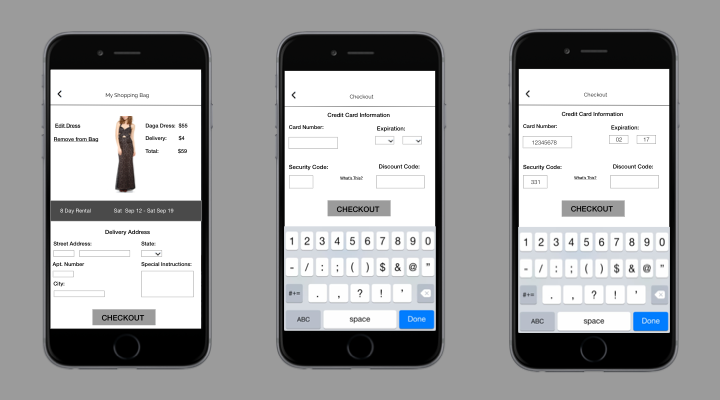 My Shopping Bag
Edit Dress
Remove from Bag
Daga Dress: $55
Delivery: $4
Total: $59
8 Day Rental Sat Sep 12 - Sat Sep 19
Delivery Address
Street Address: State:
Apt. Number Special Instructions:
City:
CHECKOUT
Checkout
Credit Card Information
Card Number: Expiration:
Security Code: What's This? Discount Code:
CHECKOUT
1 2 3 4 5 6 7 8 9 0
- / : ; ( ) $ & @ "
#+= . , ? ! '
ABC space Done
Checkout
Credit Card Information
Card Number: Expiration:
12345678 02 17
Security Code: What's This? Discount Code:
331
CHECKOUT
1 2 3 4 5 6 7 8 9 0
- / : ; ( ) $ & @ "
#+= . , ? ! '
ABC space Done